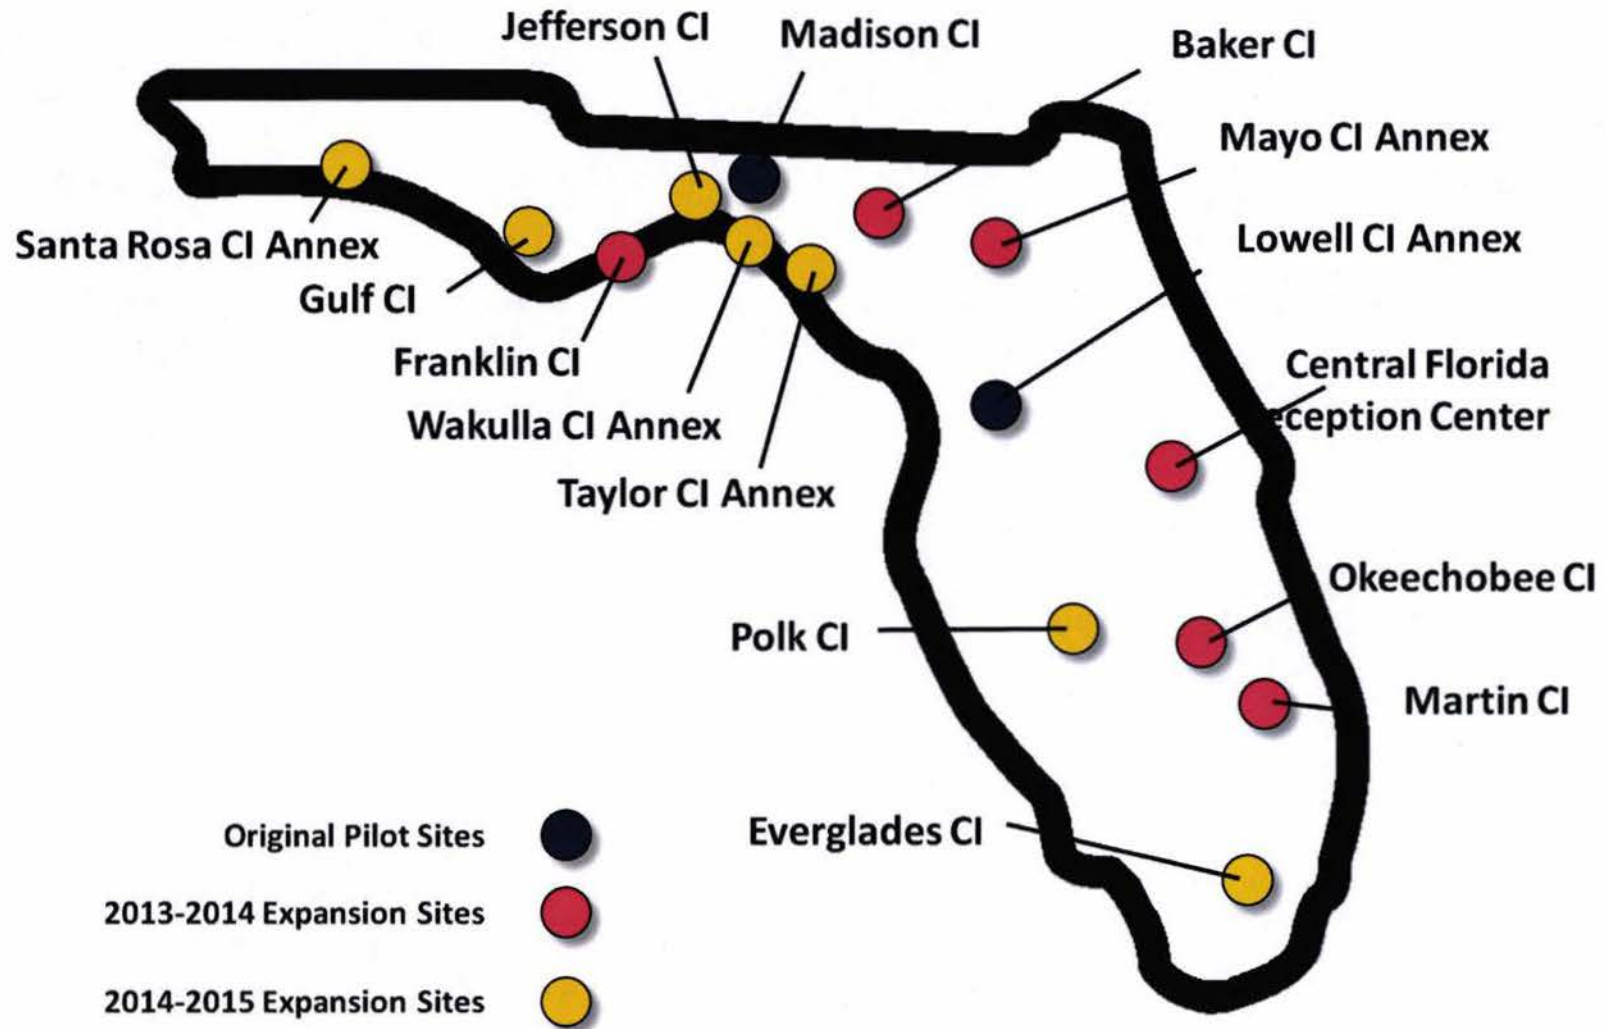 Jefferson CI
Madison CI
Baker CI
Mayo CI Annex
Lowell CI Annex
Santa Rosa CI Annex
Gulf CI
Franklin CI
Central Florida
eception Center
Wakulla CI Annex
Taylor CI Annex
Okeechobee CI
Polk CI
Martin CI
Everglades CI
Original Pilot Sites
2013-2014 Expansion Sites
2014-2015 Expansion Sites